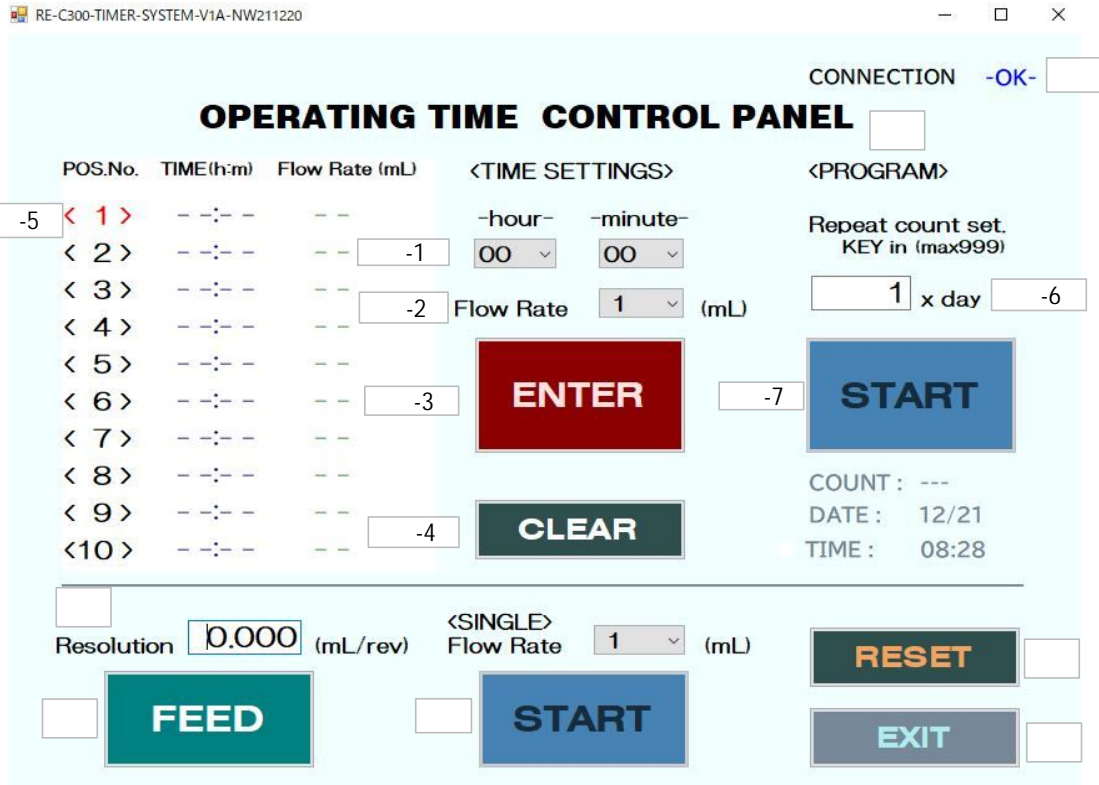 RE-C300-TIMER-SYSTEM-V1A-NW211220
CONNECTION -OK-
OPERATING TIME CONTROL PANEL
POS.No. TIME(h:m) Flow Rate (mL) <TIME SETTINGS> <PROGRAM>
-5 < 1 > - -:- - - -
< 2 > - -:- - - -
< 3 > - -:- - - -
< 4 > - -:- - - -
< 5 > - -:- - - -
< 6 > - -:- - - -
< 7 > - -:- - - -
< 8 > - -:- - - -
< 9 > - -:- - - -
<10 > - -:- - - -
-hour- -minute-
-1 00 00
-2 Flow Rate 1 (mL)
-3 ENTER
-4 CLEAR
Repeat count set.
KEY in (max999)
1 x day -6
-7 START
COUNT : ---
DATE : 12/21
TIME : 08:28
Resolution 0.000 (mL/rev)
FEED
<SINGLE>
Flow Rate 1 (mL)
START
RESET
EXIT